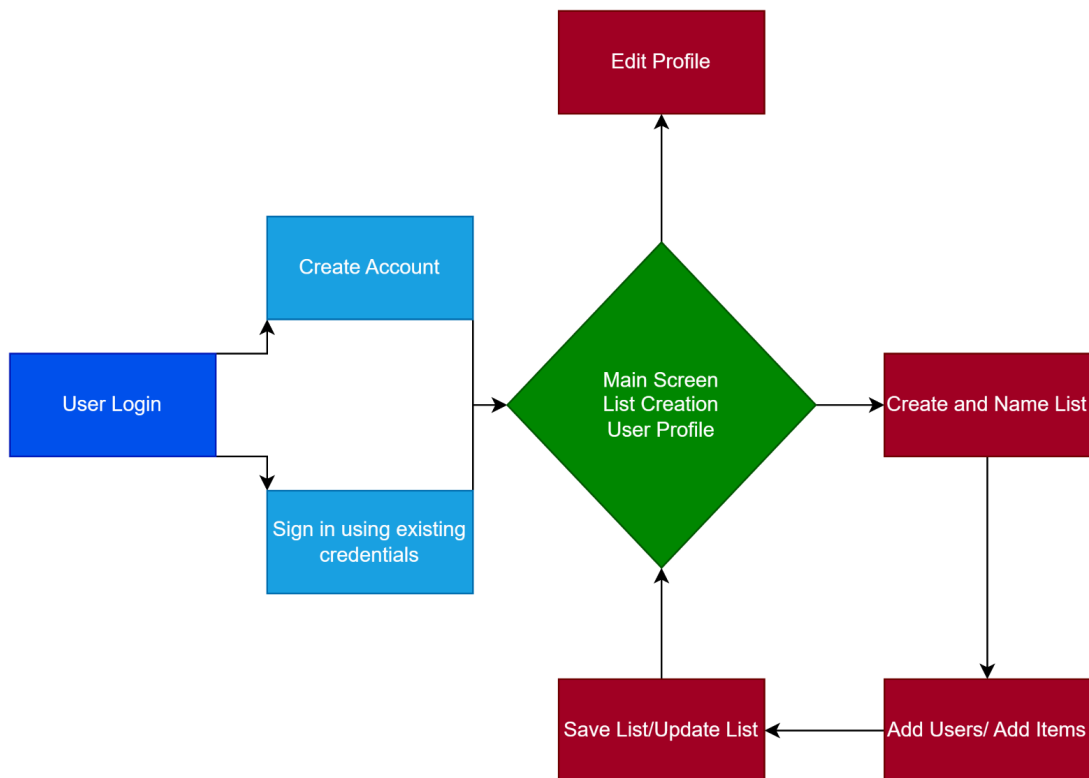 Edit Profile
Create Account
User Login
Sign in using existing
credentials
Main Screen
List Creation
User Profile
Create and Name List
Save List/Update List
Add Users/ Add Items